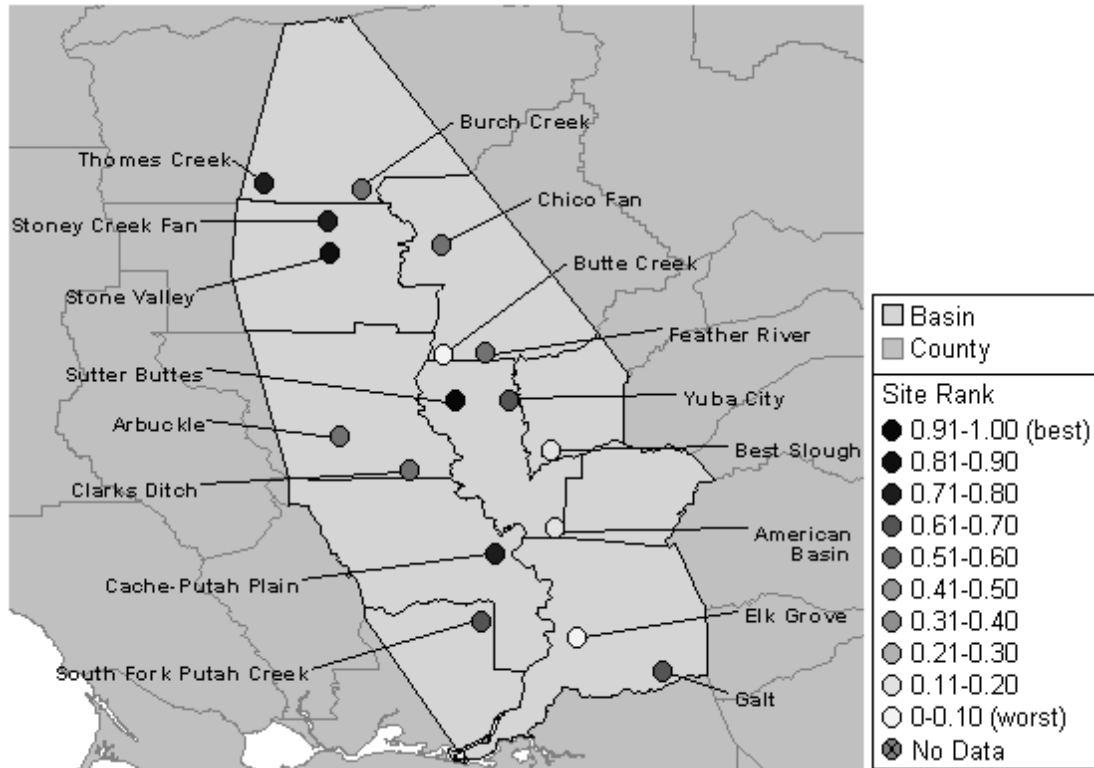 Burch Creek
Thomes Creek
Chico Fan
Stoney Creek Fan
Butte Creek
Stone Valley
Feather River
Sutter Buttes
Yuba City
Arbuckle
Best Slough
Clarks Ditch
American
Basin
Cache-Putah Plain
Elk Grove
South Fork Putah Creek
Galt
Basin
County
Site Rank
0.91-1.00 (best)
0.81-0.90
0.71-0.80
0.61-0.70
0.51-0.60
0.41-0.50
0.31-0.40
0.21-0.30
0.11-0.20
0-0.10 (worst)
No Data